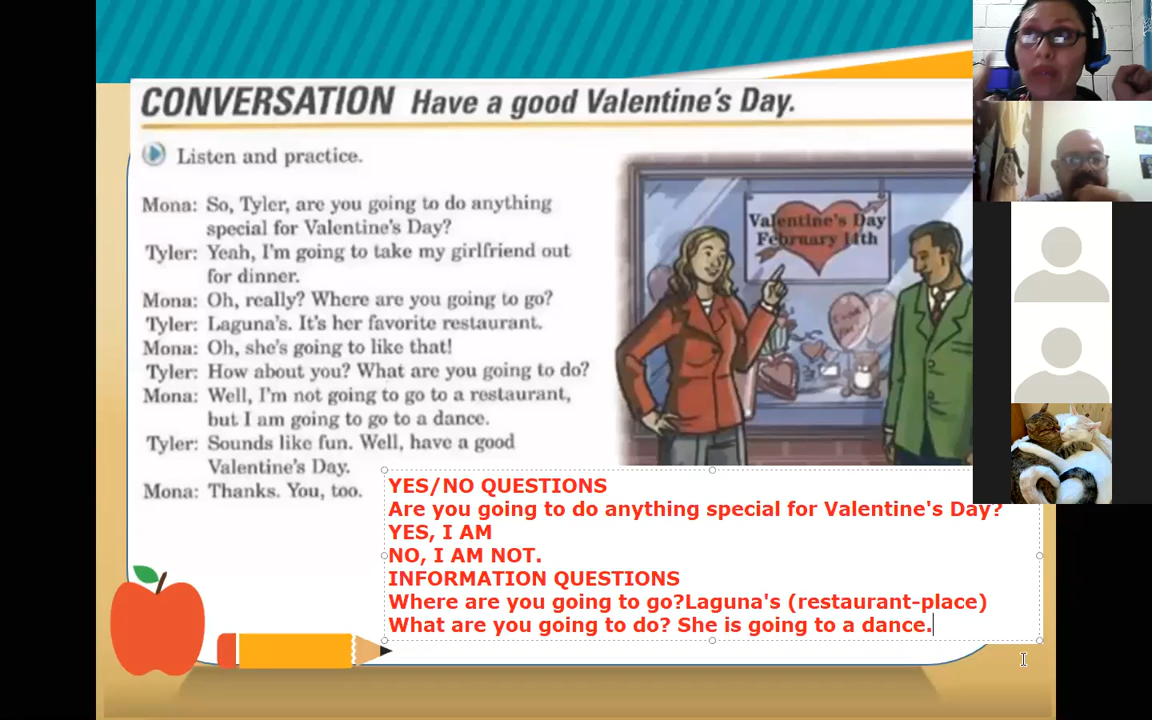 CONVERSATION Have a good Valentine's Day.
Listen and practice.
Mona: So, Tyler, are you going to do anything
special for Valentine's Day?
Tyler: Yeah, I'm going to take my girlfriend out
for dinner.
Mona: Oh, really? Where are you going to go?
Tyler: Laguna's. It's her favorite restaurant.
Mona: Oh, she's going to like that!
Tyler: How about you? What are you going to do?
Mona: Well, I'm not going to go to a restaurant,
but I am going to go to a dance.
Tyler: Sounds like fun. Well, have a good
Valentine's Day.
Mona: Thanks. You, too.
Valentine's Day
February 14th
YES/NO QUESTIONS
Are you going to do anything special for Valentine's Day?
YES, I AM
NO, I AM NOT.
INFORMATION QUESTIONS
Where are you going to go?Laguna's (restaurant-place)
What are you going to do? She is going to a dance.